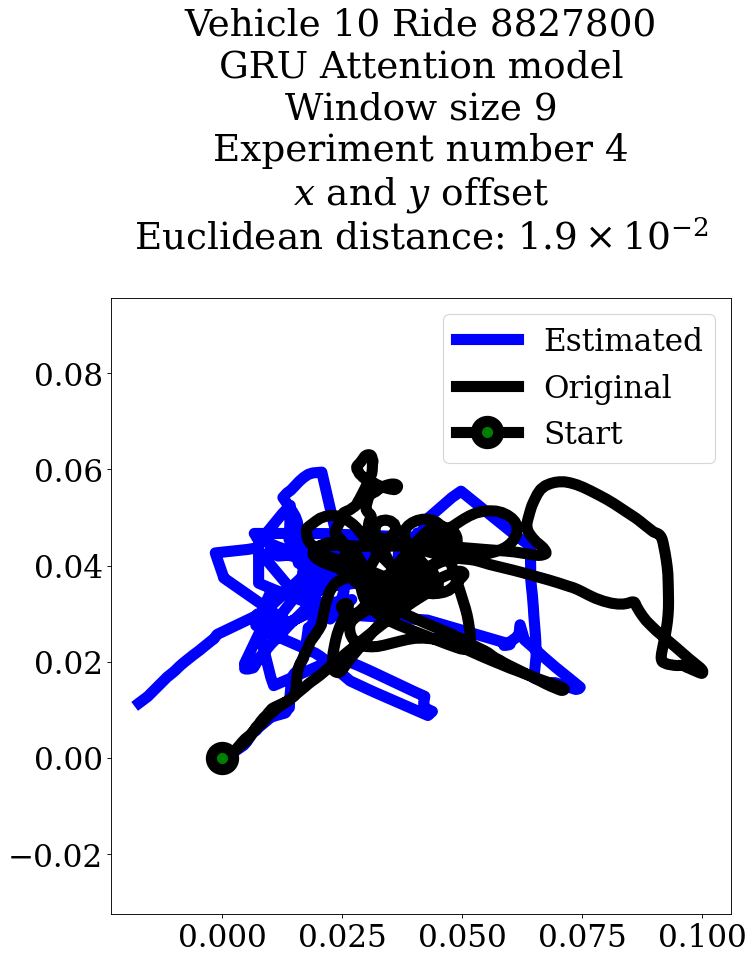 Vehicle 10 Ride 8827800
GRU Attention model
Window size 9
Experiment number 4
x and y offset
Euclidean distance: 1.9 × 10⁻²
Estimated
Original
Start
0.08
0.06
0.04
0.02
0.00
−0.02
0.000 0.025 0.050 0.075 0.100